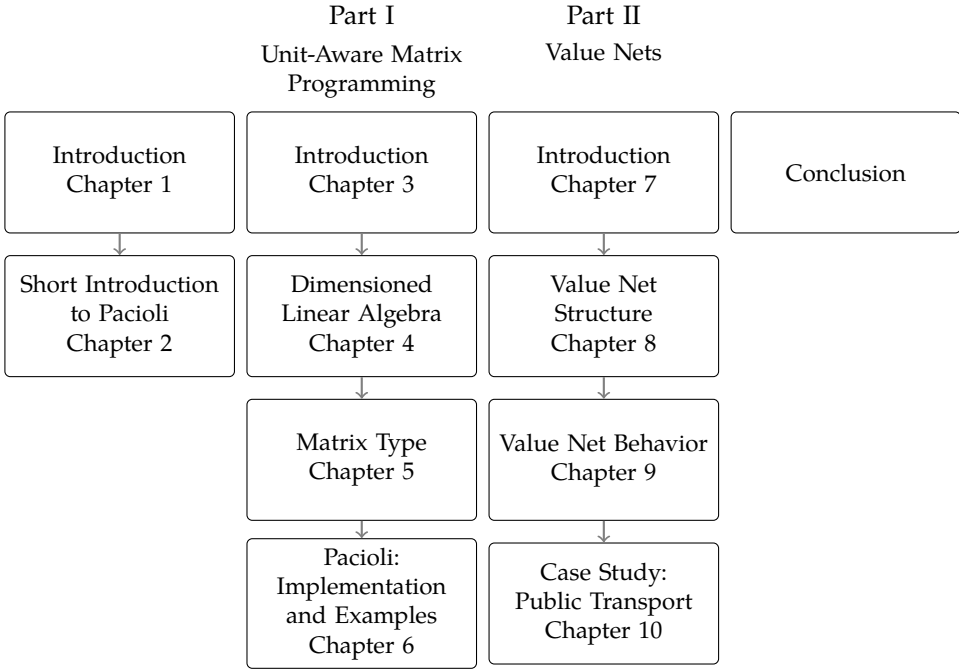 Part I
Unit-Aware Matrix
Programming
Part II
Value Nets
Introduction
Chapter 1
Short Introduction
to Pacioli
Chapter 2
Introduction
Chapter 3
Dimensioned
Linear Algebra
Chapter 4
Matrix Type
Chapter 5
Pacioli:
Implementation
and Examples
Chapter 6
Introduction
Chapter 7
Value Net
Structure
Chapter 8
Value Net Behavior
Chapter 9
Case Study:
Public Transport
Chapter 10
Conclusion